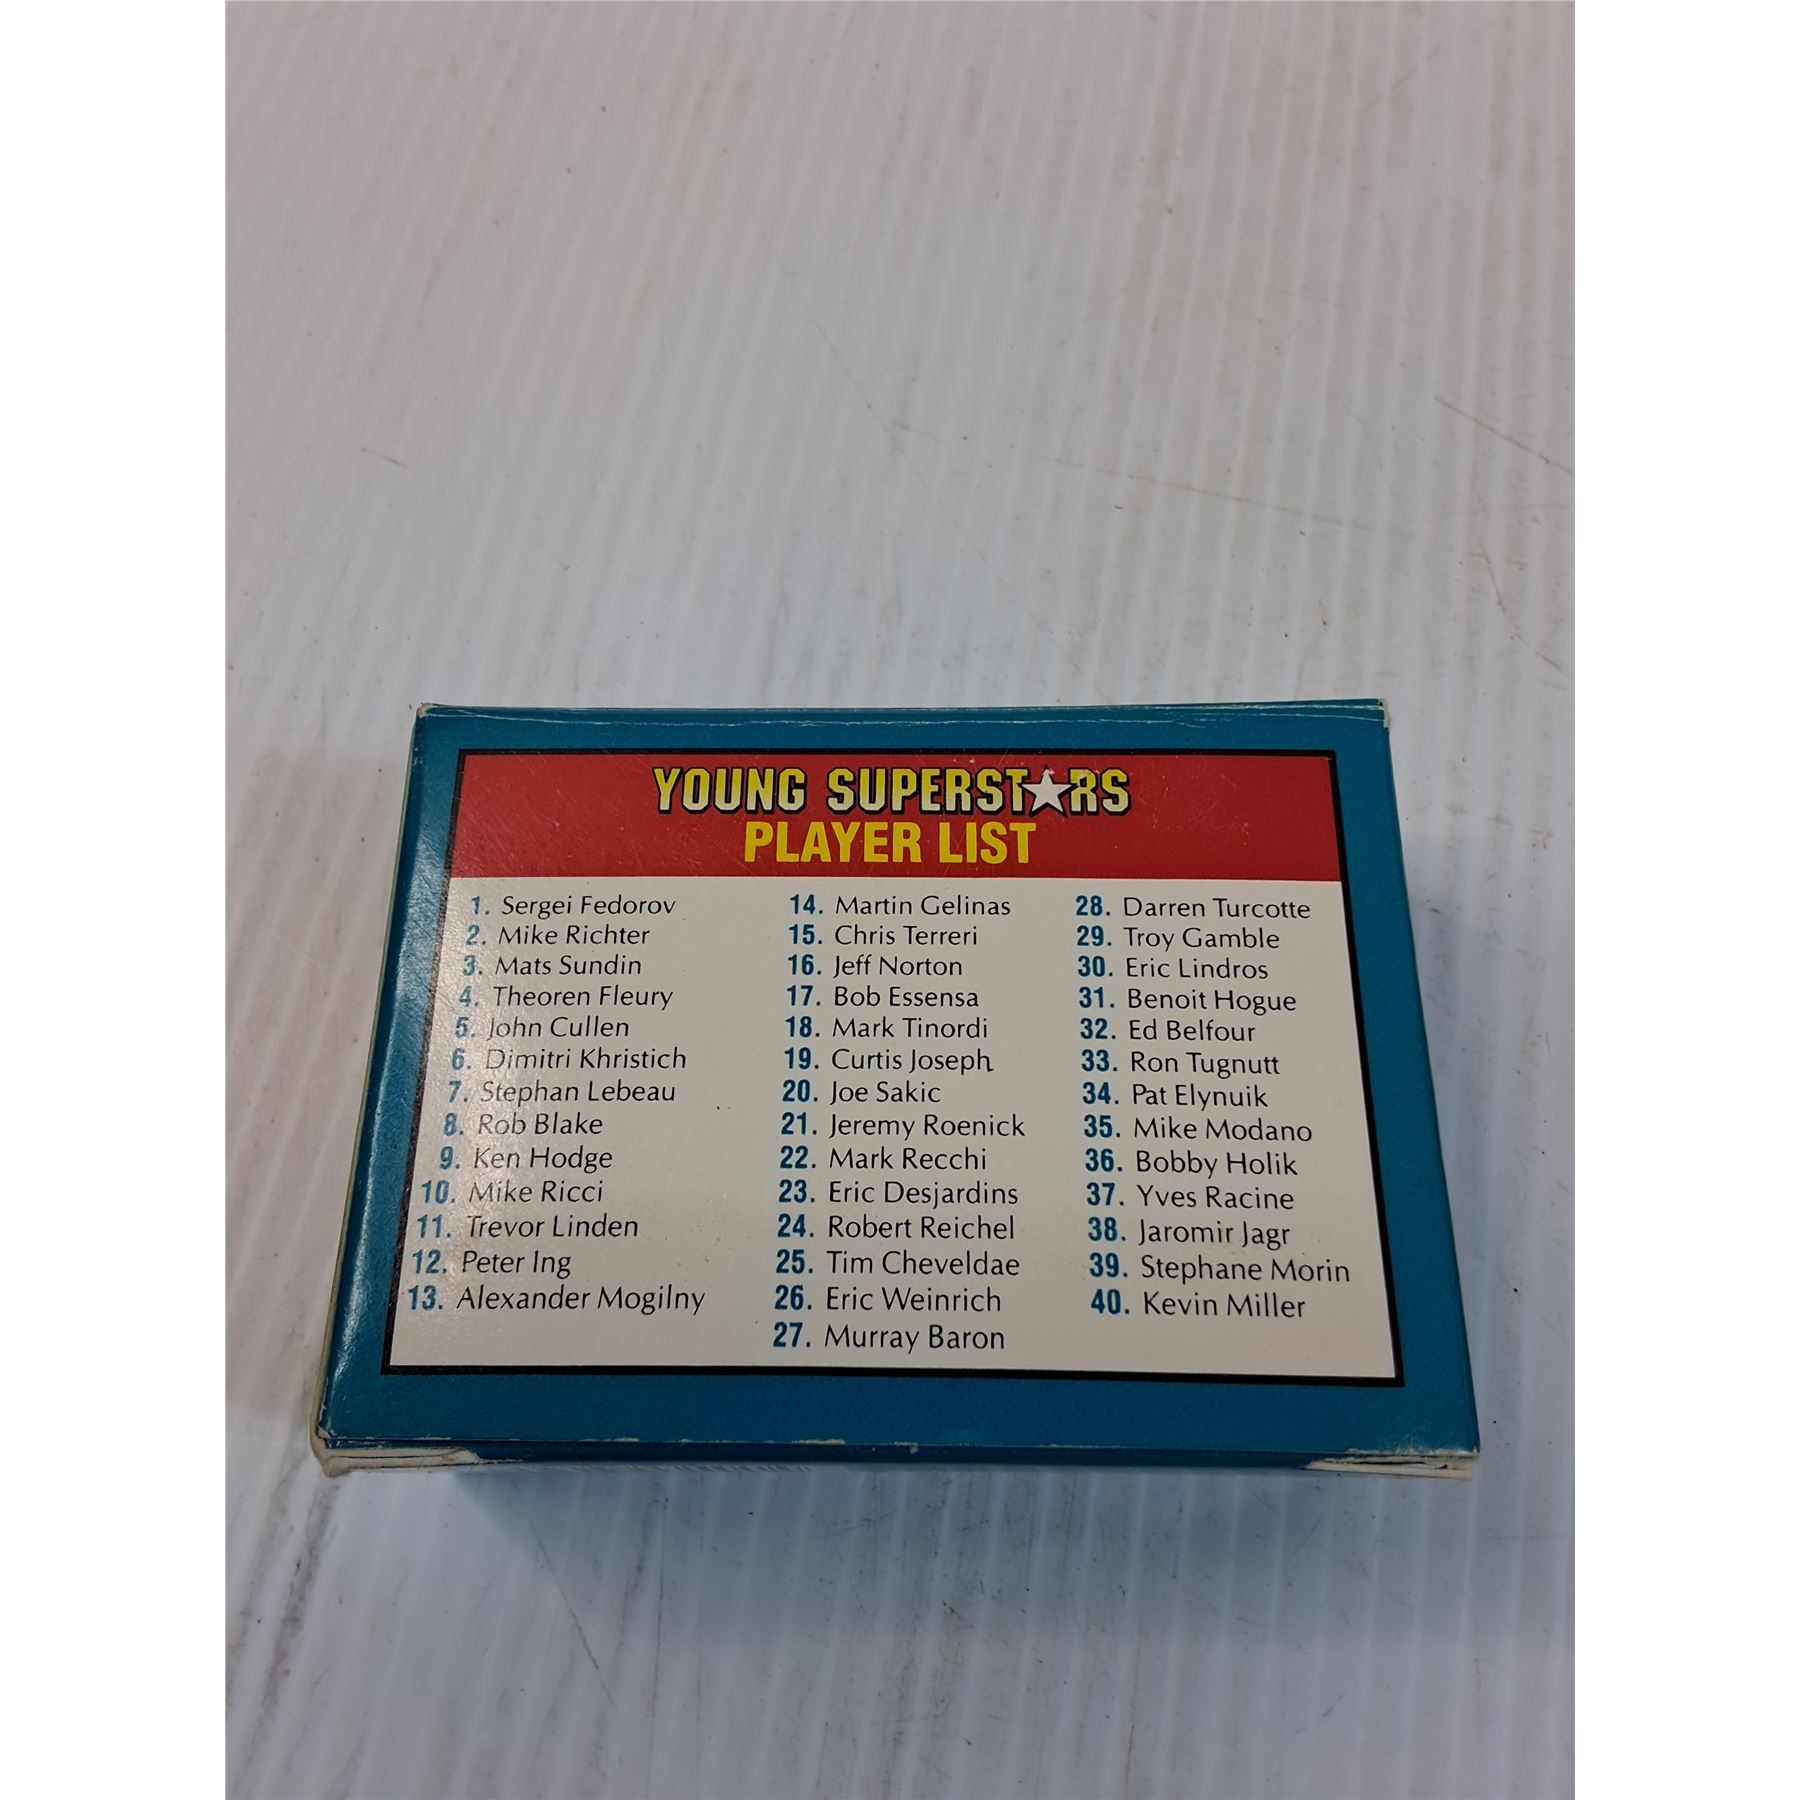 YOUNG SUPERSTARS
PLAYER LIST
1. Sergei Fedorov
2. Mike Richter
3. Mats Sundin
4. Theoren Fleury
5. John Cullen
6. Dimitri Khristich
7. Stephan Lebeau
8. Rob Blake
9. Ken Hodge
10. Mike Ricci
11. Trevor Linden
12. Peter Ing
13. Alexander Mogilny
14. Martin Gelinas
15. Chris Terreri
16. Jeff Norton
17. Bob Essensa
18. Mark Tinordi
19. Curtis Joseph
20. Joe Sakic
21. Jeremy Roenick
22. Mark Recchi
23. Eric Desjardins
24. Robert Reichel
25. Tim Cheveldae
26. Eric Weinrich
27. Murray Baron
28. Darren Turcotte
29. Troy Gamble
30. Eric Lindros
31. Benoit Hogue
32. Ed Belfour
33. Ron Tugnutt
34. Pat Elynuik
35. Mike Modano
36. Bobby Holik
37. Yves Racine
38. Jaromir Jagr
39. Stephane Morin
40. Kevin Miller